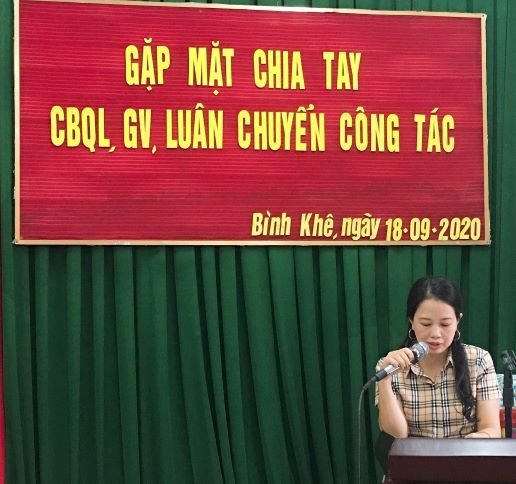 GẶP MẶT CHIA TAY
CBQL, GV, LUÂN CHUYỂN CÔNG TÁC
Bình Khê, ngày 18·09·2020